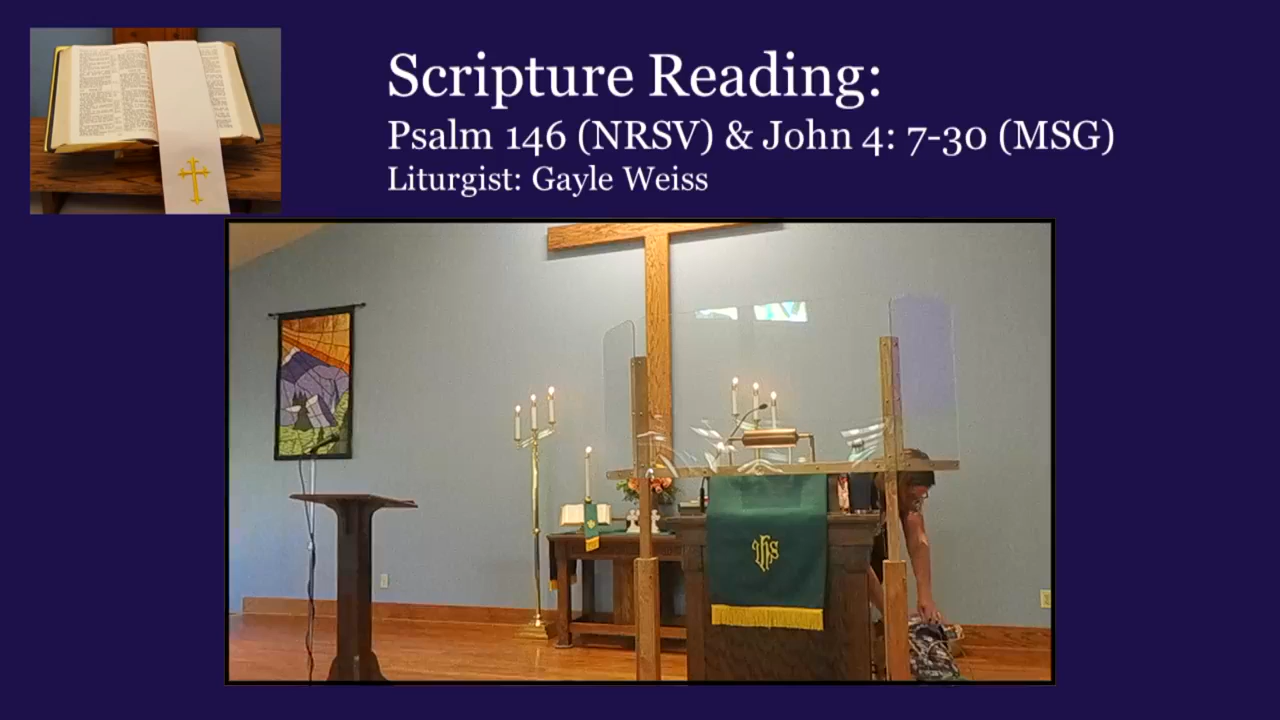 Scripture Reading:
Psalm 146 (NRSV) & John 4: 7-30 (MSG)
Liturgist: Gayle Weiss
IHS